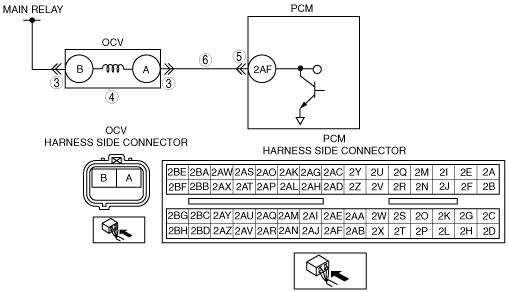 MAIN RELAY
PCM
OCV
B
A
2AF
3
4
3
6
5
OCV
HARNESS SIDE CONNECTOR
B A
PCM
HARNESS SIDE CONNECTOR
2BE 2BA 2AW 2AS 2AO 2AK 2AG 2AC 2Y 2U 2Q 2M 2I 2E 2A
2BF 2BB 2AX 2AT 2AP 2AL 2AH 2AD 2Z 2V 2R 2N 2J 2F 2B
2BG 2BC 2AY 2AU 2AQ 2AM 2AI 2AE 2AA 2W 2S 2O 2K 2G 2C
2BH 2BD 2AZ 2AV 2AR 2AN 2AJ 2AF 2AB 2X 2T 2P 2L 2H 2D